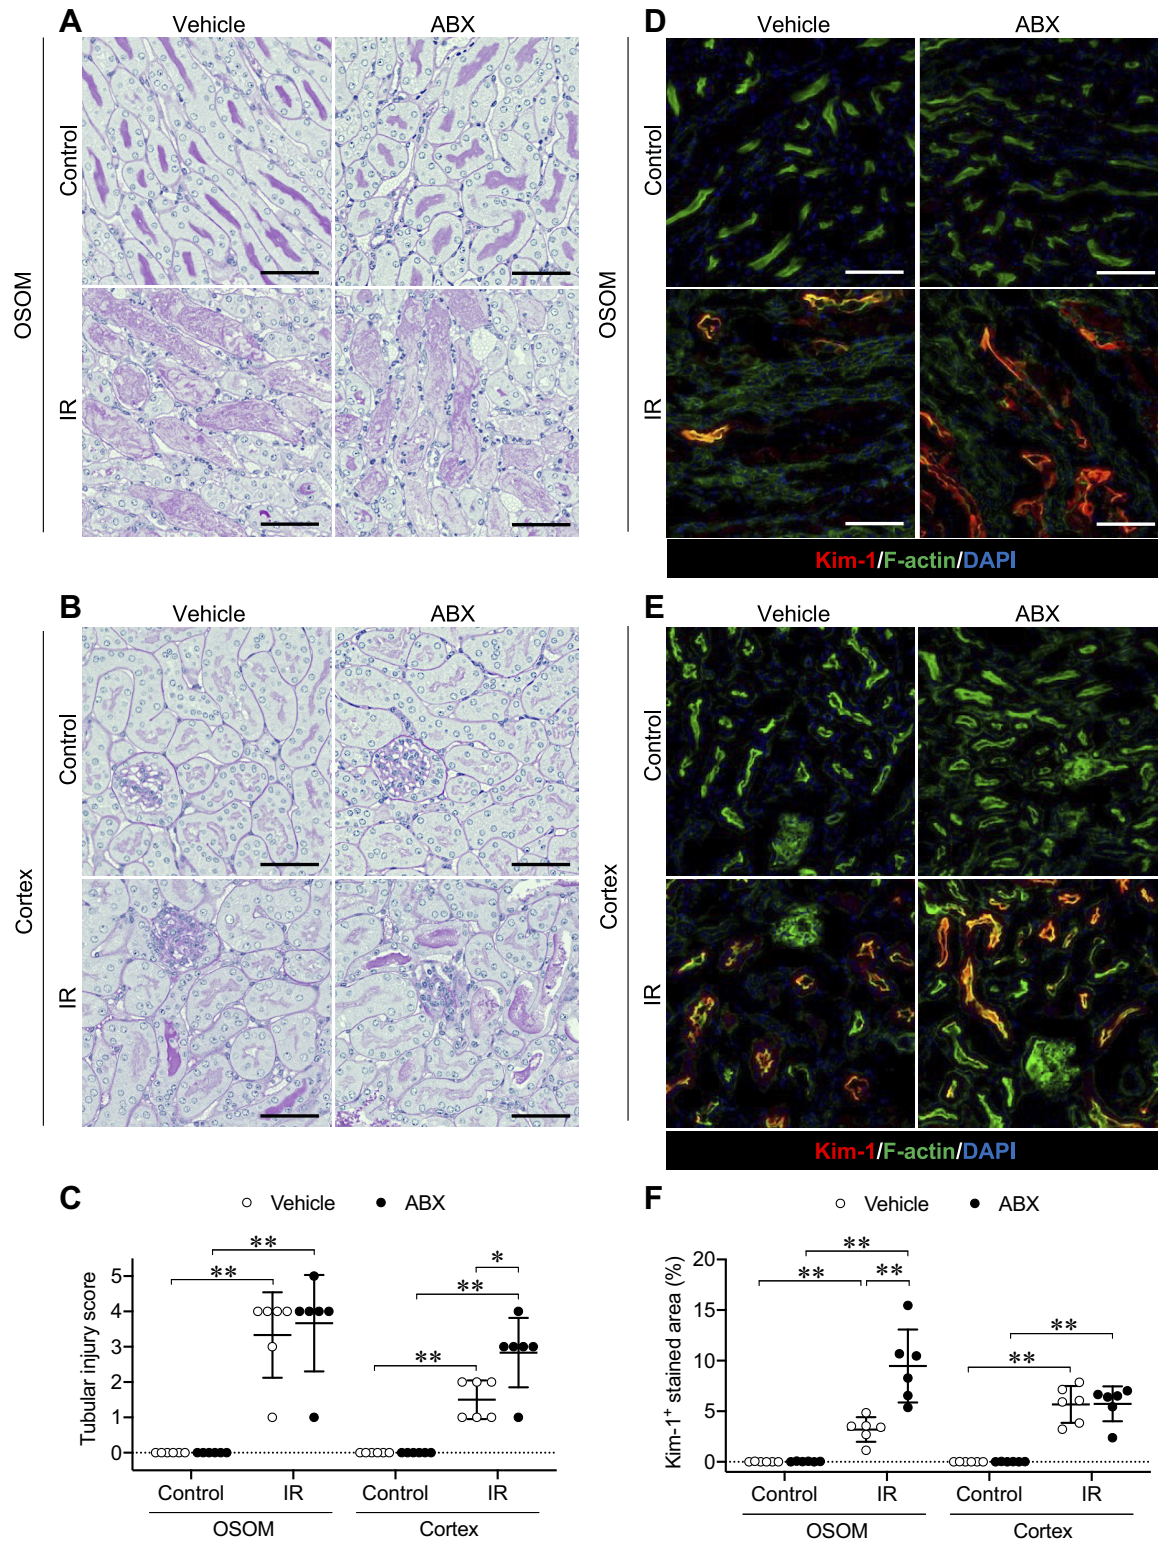 A
Vehicle
ABX
OSOM
Control
IR
D
Vehicle
ABX
OSOM
Control
IR
Kim-1/F-actin/DAPI
B
Vehicle
ABX
Cortex
Control
IR
E
Vehicle
ABX
Cortex
Control
IR
Kim-1/F-actin/DAPI
C
Vehicle
ABX
Tubular injury score
5
4
3
2
1
0
**
**
**
**
*
Control
IR
Control
IR
OSOM
Cortex
F
Vehicle
ABX
Kim-1+ stained area (%)
20
15
10
5
0
**
**
**
**
**
Control
IR
Control
IR
OSOM
Cortex